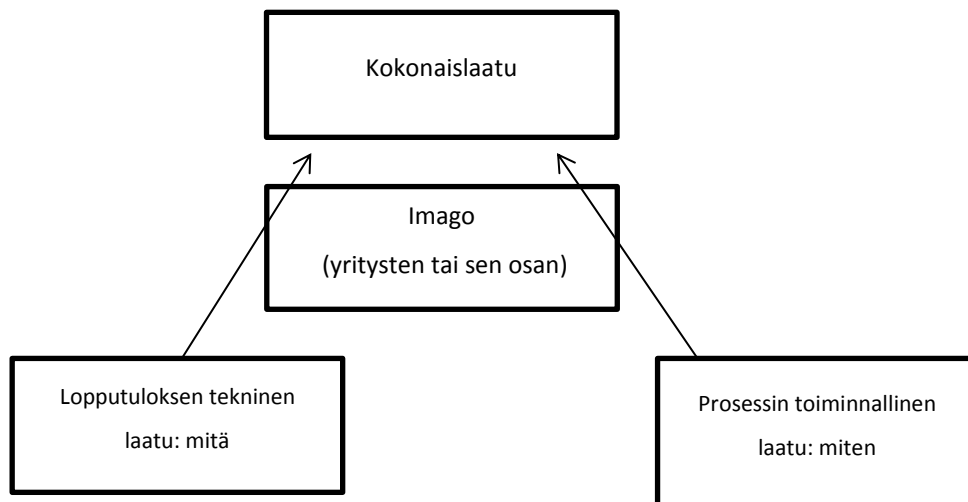 Kokonaislaatu
Imago
(yritysten tai sen osan)
Lopputuloksen tekninen
laatu: mitä
Prosessin toiminnallinen
laatu: miten